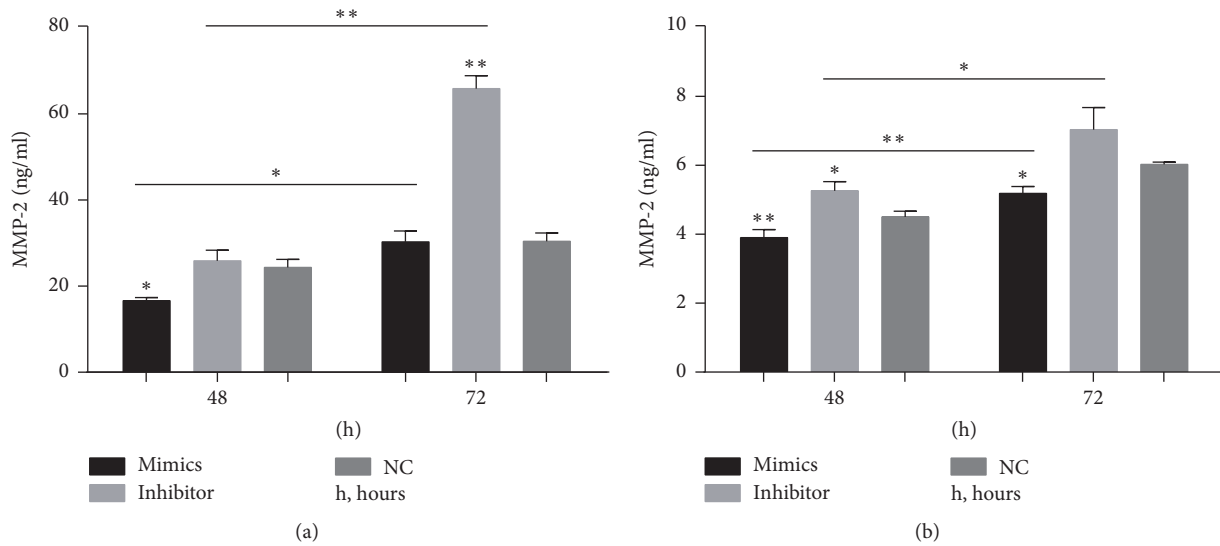 MMP-2 (ng/ml)
80
60
40
20
0
**
*
*
**
48
72
(h)
Mimics
Inhibitor
NC
h, hours
(a)
MMP-2 (ng/ml)
10
8
6
4
2
0
*
**
**
*
*
48
72
(h)
Mimics
Inhibitor
NC
h, hours
(b)